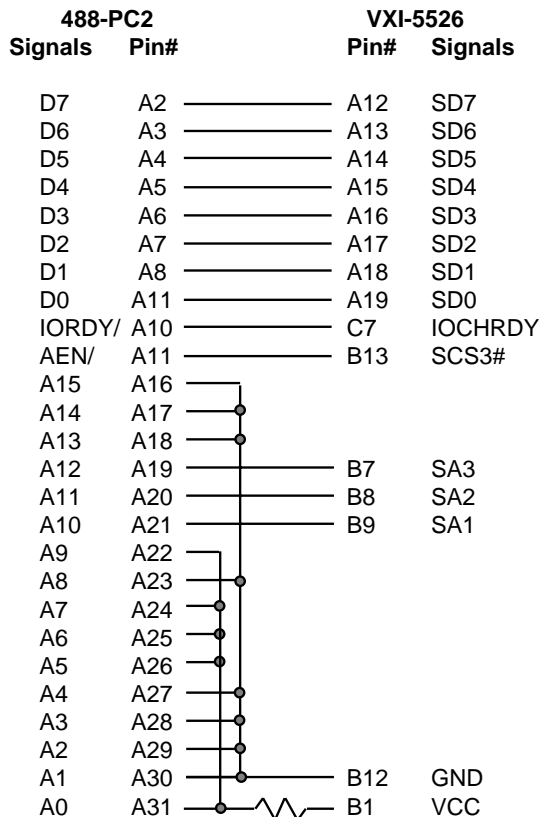 488-PC2 VXI-5526
Signals Pin# Pin# Signals
D7 A2 A12 SD7
D6 A3 A13 SD6
D5 A4 A14 SD5
D4 A5 A15 SD4
D3 A6 A16 SD3
D2 A7 A17 SD2
D1 A8 A18 SD1
D0 A11 A19 SD0
IORDY/ A10 C7 IOCHRDY
AEN/ A11 B13 SCS3#
A15 A16
A14 A17
A13 A18
A12 A19 B7 SA3
A11 A20 B8 SA2
A10 A21 B9 SA1
A9 A22
A8 A23
A7 A24
A6 A25
A5 A26
A4 A27
A3 A28
A2 A29
A1 A30 B12 GND
A0 A31 B1 VCC